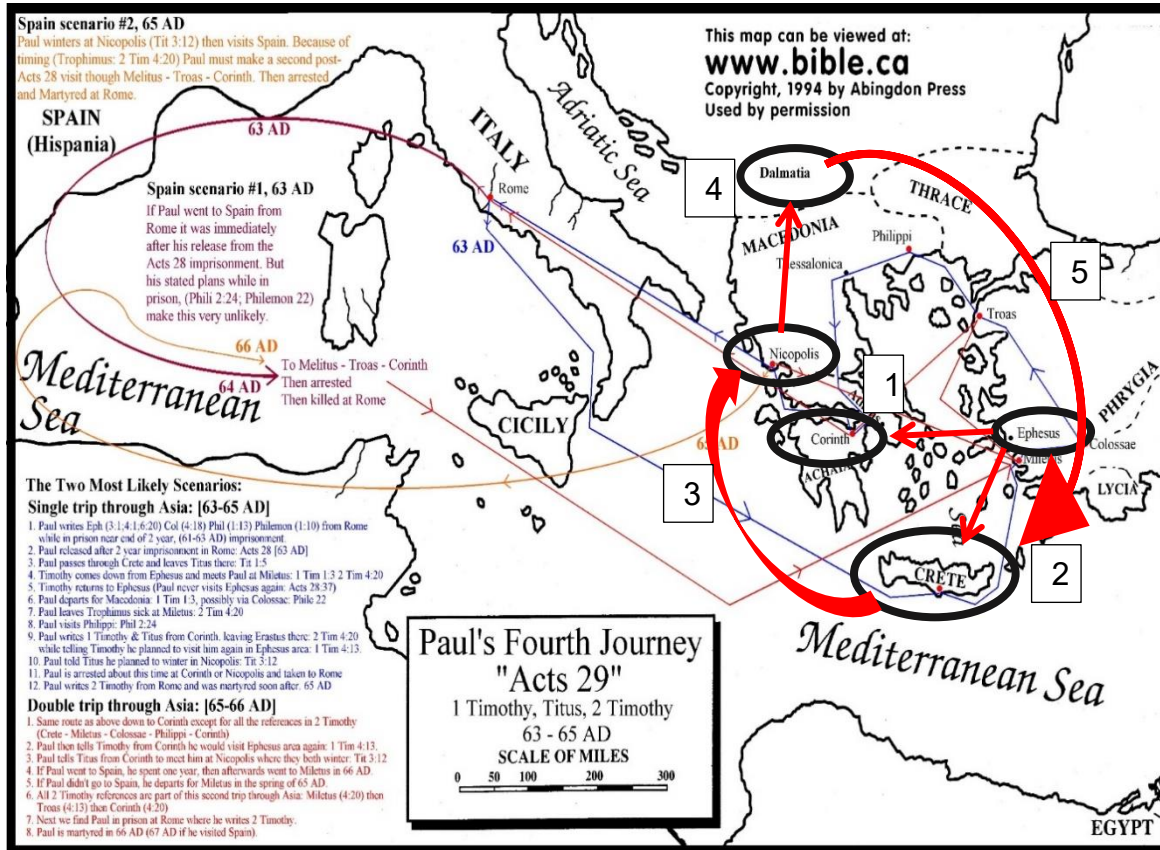 Spain scenario #2, 65 AD
Paul winters at Nicopolis (Tit 3:12) then visits Spain. Because of
timing (Trophimus: 2 Tim 4:20) Paul must make a second post-
Acts 28 visit though Melitus - Troas - Corinth. Then arrested
and Martyred at Rome.
This map can be viewed at:
www.bible.ca
Copyright, 1994 by Abingdon Press
Used by permission
SPAIN
(Hispania)
63 AD
ITALY
Adriatic Sea
4
Dalmatia
THRACE
MACEDONIA
Philippi
Thessalonica
5
Spain scenario #1, 63 AD
If Paul went to Spain from
Rome it was immediately
after his release from the
Acts 28 imprisonment. But
his stated plans while in
prison, (Phili 2:24; Philemon 22)
make this very unlikely.
Rome
63 AD
Troas
66 AD
64 AD
To Melitus - Troas - Corinth
Then arrested
Then killed at Rome
Mediterranean
Sea
Nicopolis
1
PHRYGIA
CICILY
65 AD
Corinth
ACHAIA
Ephesus
Colossae
Miletus
LYCIA
3
CRETE
2
Mediterranean Sea
EGYPT
The Two Most Likely Scenarios:
Single trip through Asia: [63-65 AD]
1. Paul writes Eph (3:1;4:1;6:20) Col (4:18) Phil (1:13) Philemon (1:10) from Rome
while in prison near end of 2 year, (61-63 AD) imprisonment.
2. Paul released after 2 year imprisonment in Rome: Acts 28 [63 AD]
3. Paul passes through Crete and leaves Titus there: Tit 1:5
4. Timothy comes down from Ephesus and meets Paul at Miletus: 1 Tim 1:3 2 Tim 4:20
5. Timothy returns to Ephesus (Paul never visits Ephesus again: Acts 28:37)
6. Paul departs for Macedonia: 1 Tim 1:3, possibly via Colossae: Phile 22
7. Paul leaves Trophimus sick at Miletus: 2 Tim 4:20
8. Paul visits Philippi: Phil 2:24
9. Paul writes 1 Timothy & Titus from Corinth. leaving Erastus there: 2 Tim 4:20
while telling Timothy he planned to visit him again in Ephesus area: 1 Tim 4:13.
10. Paul told Titus he planned to winter in Nicopolis: Tit 3:12
11. Paul is arrested about this time at Corinth or Nicopolis and taken to Rome
12. Paul writes 2 Timothy from Rome and was martyred soon after. 65 AD
Double trip through Asia: [65-66 AD]
1. Same route as above down to Corinth except for all the references in 2 Timothy
(Crete - Miletus - Colossae - Philippi - Corinth)
2. Paul then tells Timothy from Corinth he would visit Ephesus area again: 1 Tim 4:13.
3. Paul tells Titus from Corinth to meet him at Nicopolis where they both winter: Tit 3:12
4. If Paul went to Spain, he spent one year, then afterwards went to Miletus in 66 AD.
5. If Paul didn't go to Spain, he departs for Miletus in the spring of 65 AD.
6. All 2 Timothy references are part of this second trip through Asia: Miletus (4:20) then
Troas (4:13) then Corinth (4:20)
7. Next we find Paul in prison at Rome where he writes 2 Timothy.
8. Paul is martyred in 66 AD (67 AD if he visited Spain).
Paul's Fourth Journey
"Acts 29"
1 Timothy, Titus, 2 Timothy
63 - 65 AD
SCALE OF MILES
0 50 100 200 300